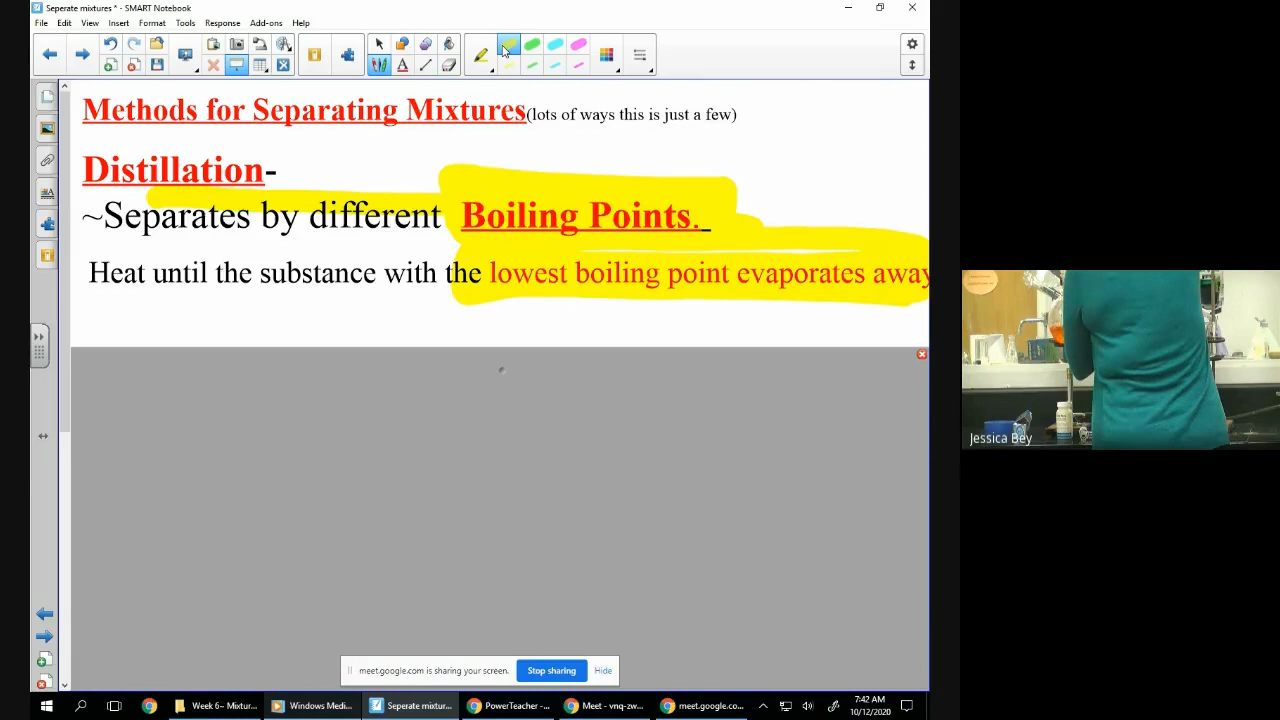 Seperate mixtures * - SMART Notebook
File Edit View Insert Format Tools Response Add-ons Help
Methods for Separating Mixtures(lots of ways this is just a few)
Distillation-
~Separates by different Boiling Points.
Heat until the substance with the lowest boiling point evaporates away
Jessica Bey
meet.google.com is sharing your screen. Stop sharing Hide
Week 6~ Mixtur... Windows Medi... Seperate mixtur... PowerTeacher -... Meet - vnq-zw... meet.google.co...
7:42 AM
10/12/2020